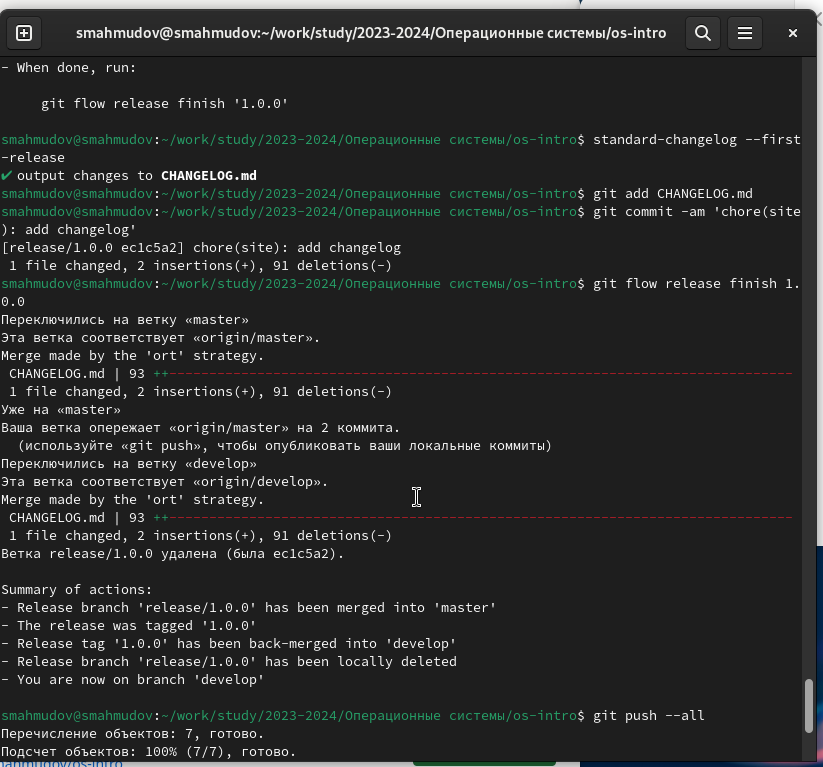 smahmudov@smahmudov:~/work/study/2023-2024/Операционные системы/os-intro
- When done, run:
git flow release finish '1.0.0'
smahmudov@smahmudov:~/work/study/2023-2024/Операционные системы/os-intro$ standard-changelog --first
-release
✔ output changes to CHANGELOG.md
smahmudov@smahmudov:~/work/study/2023-2024/Операционные системы/os-intro$ git add CHANGELOG.md
smahmudov@smahmudov:~/work/study/2023-2024/Операционные системы/os-intro$ git commit -am 'chore(site
): add changelog'
[release/1.0.0 ec1c5a2] chore(site): add changelog
1 file changed, 2 insertions(+), 91 deletions(-)
smahmudov@smahmudov:~/work/study/2023-2024/Операционные системы/os-intro$ git flow release finish 1.
0.0
Переключились на ветку «master»
Эта ветка соответствует «origin/master».
Merge made by the 'ort' strategy.
CHANGELOG.md | 93 ++-------------------------------------------------------------------------------
1 file changed, 2 insertions(+), 91 deletions(-)
Уже на «master»
Ваша ветка опережает «origin/master» на 2 коммита.
(используйте «git push», чтобы опубликовать ваши локальные коммиты)
Переключились на ветку «develop»
Эта ветка соответствует «origin/develop».
Merge made by the 'ort' strategy.
CHANGELOG.md | 93 ++-------------------------------------------------------------------------------
1 file changed, 2 insertions(+), 91 deletions(-)
Ветка release/1.0.0 удалена (была ec1c5a2).
Summary of actions:
- Release branch 'release/1.0.0' has been merged into 'master'
- The release was tagged '1.0.0'
- Release tag '1.0.0' has been back-merged into 'develop'
- Release branch 'release/1.0.0' has been locally deleted
- You are now on branch 'develop'
smahmudov@smahmudov:~/work/study/2023-2024/Операционные системы/os-intro$ git push --all
Перечисление объектов: 7, готово.
Подсчет объектов: 100% (7/7), готово.